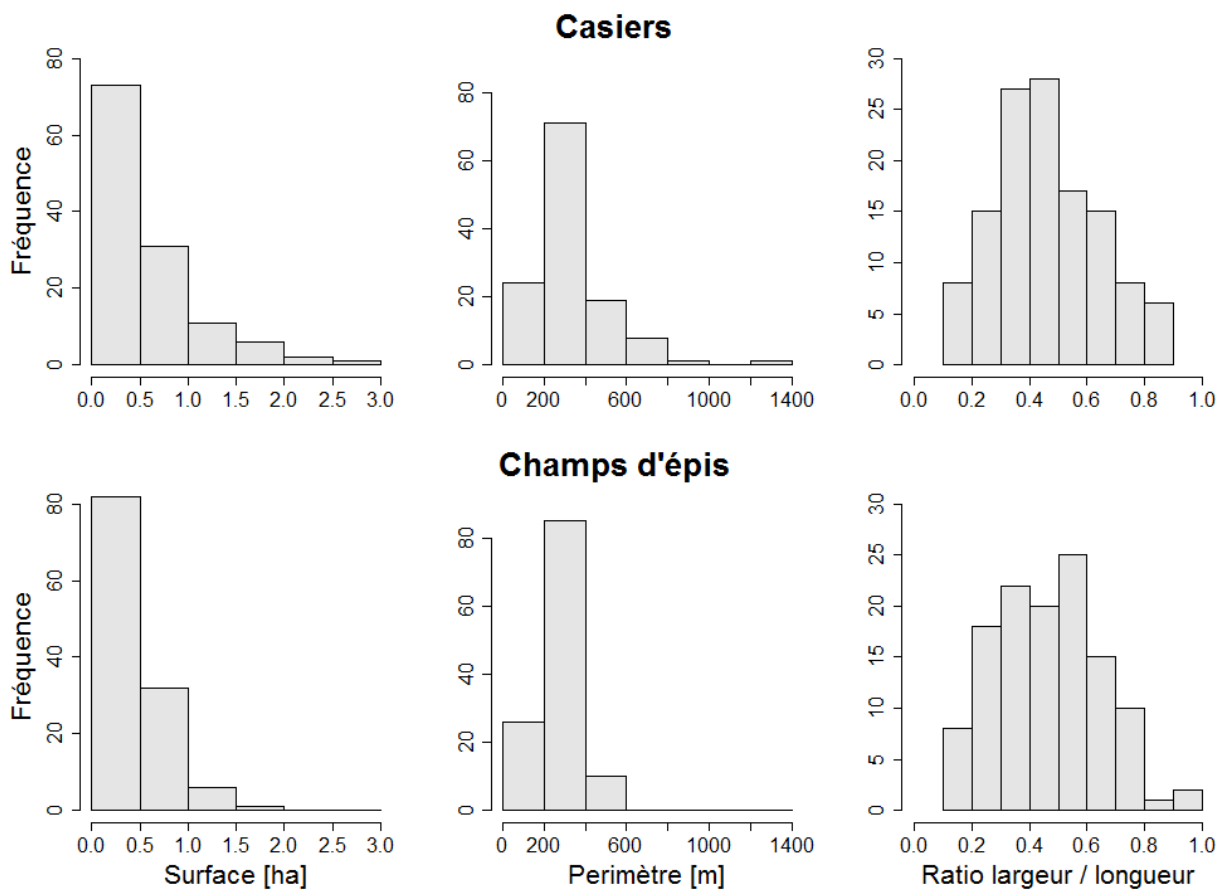 Casiers
Fréquence
0 20 40 60 80
0.0 0.5 1.0 1.5 2.0 2.5 3.0
0 20 40 60 80
0 200 600 1000 1400
0 5 10 15 20 25 30
0.0 0.2 0.4 0.6 0.8 1.0
Champs d'épis
Fréquence
0 20 40 60 80
0.0 0.5 1.0 1.5 2.0 2.5 3.0
Surface [ha]
0 20 40 60 80
0 200 600 1000 1400
Perimètre [m]
0 5 10 15 20 25 30
0.0 0.2 0.4 0.6 0.8 1.0
Ratio largeur / longueur